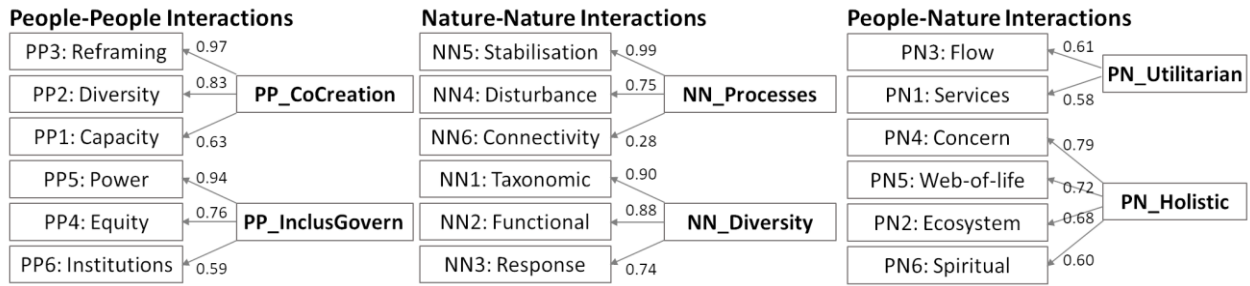 People-People Interactions
PP3: Reframing
0.97
PP2: Diversity
0.83
PP_CoCreation
PP1: Capacity
0.63
PP5: Power
0.94
PP4: Equity
0.76
PP_InclusGovern
PP6: Institutions
0.59
Nature-Nature Interactions
NN5: Stabilisation
0.99
NN4: Disturbance
0.75
NN_Processes
NN6: Connectivity
0.28
NN1: Taxonomic
0.90
NN2: Functional
0.88
NN_Diversity
NN3: Response
0.74
People-Nature Interactions
PN3: Flow
0.61
PN_Utilitarian
PN1: Services
0.58
PN4: Concern
0.79
PN5: Web-of-life
0.72
PN_Holistic
PN2: Ecosystem
0.68
PN6: Spiritual
0.60